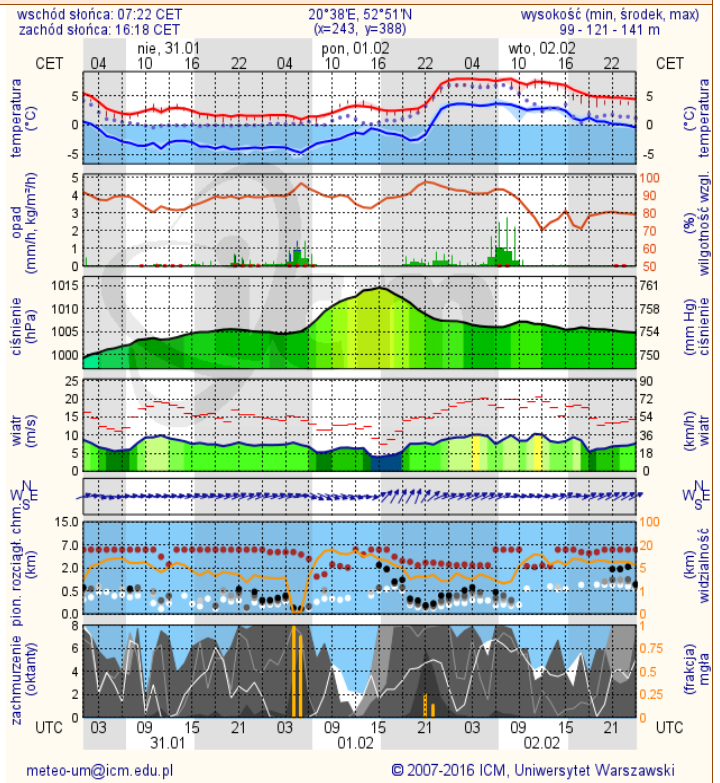 wschód słońca: 07:22 CET 20°38'E, 52°51'N wysokość (min, środek, max)
zachód słońca: 16:18 CET (x=243, y=388) 99 - 121 - 141 m
nie, 31.01 pon, 01.02 wto, 02.02
CET 04 10 16 22 04 10 16 22 04 10 16 22 CET
temperatura (°C) 5 0 -5 5 0 -5 (°C) temperatura
opad (mm/h, kg/m²/h) 5 4 3 2 1 0 100 90 80 70 60 50 (%) wilgotność wzgl.
ciśnienie (hPa) 1015 1010 1005 1000 761 758 754 750 (mm Hg) ciśnienie
wiatr (m/s) 25 20 15 10 5 0 90 72 54 36 18 0 (km/h) wiatr
N W E S N W E S
pion. rozciągł. chm. (km) 15.0 7.0 2.0 1.0 0.5 0.0 100 20 5 1 0 (km) widzialność
zachmurzenie (oktanty) 8 6 4 2 0 1 0.75 0.5 0.25 0 (frakcja) mgła
UTC 03 09 15 21 03 09 15 21 03 09 15 21 UTC
31.01 01.02 02.02
meteo-um@icm.edu.pl © 2007-2016 ICM, Uniwersytet Warszawski
icm